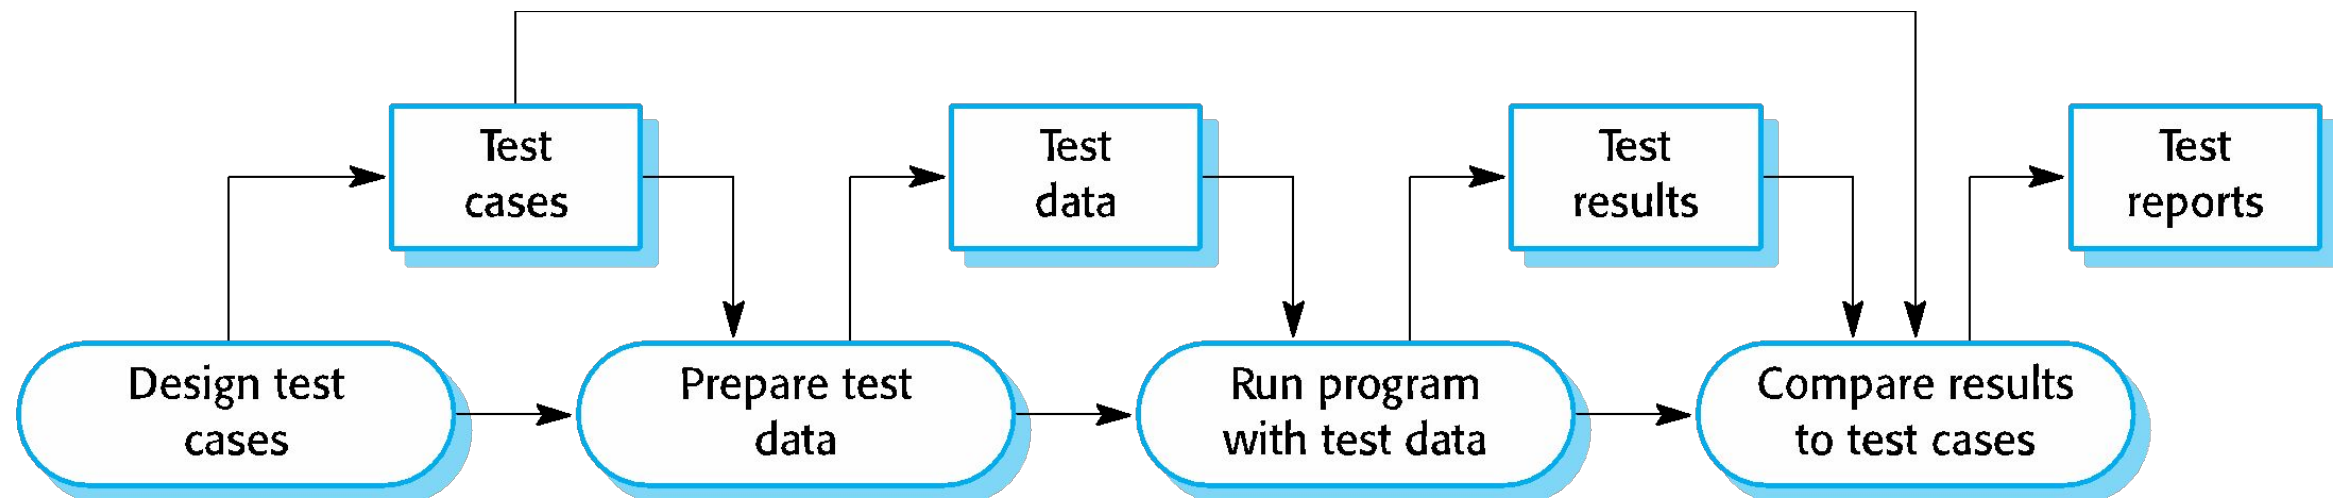 Test
cases
Test
data
Test
results
Test
reports
Design test
cases
Prepare test
data
Run program
with test data
Compare results
to test cases